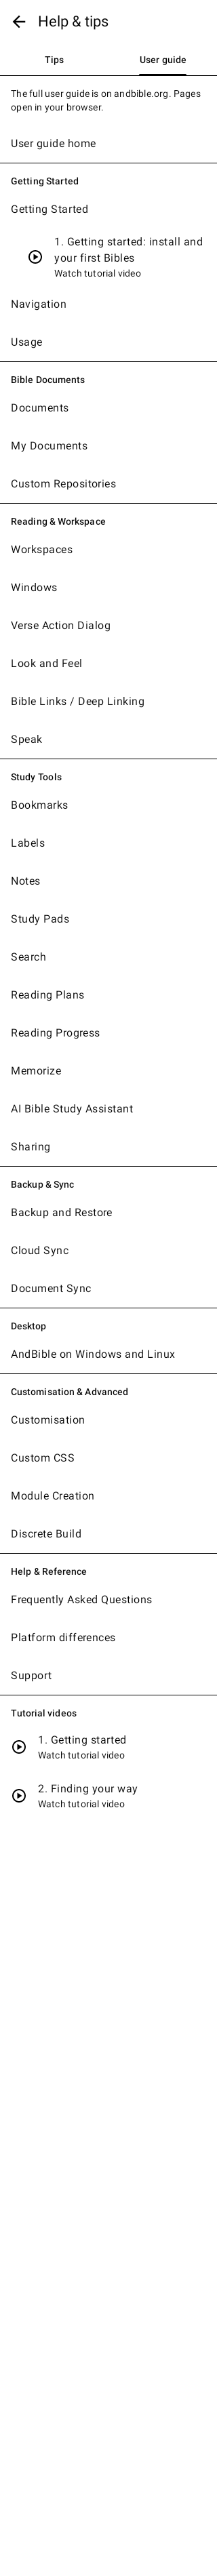 Help & tips
Tips
User guide
The full user guide is on andbible.org. Pages
open in your browser.
User guide home
Getting Started
Getting Started
1. Getting started: install and
your first Bibles
Watch tutorial video
Navigation
Usage
Bible Documents
Documents
My Documents
Custom Repositories
Reading & Workspace
Workspaces
Windows
Verse Action Dialog
Look and Feel
Bible Links / Deep Linking
Speak
Study Tools
Bookmarks
Labels
Notes
Study Pads
Search
Reading Plans
Reading Progress
Memorize
AI Bible Study Assistant
Sharing
Backup & Sync
Backup and Restore
Cloud Sync
Document Sync
Desktop
AndBible on Windows and Linux
Customisation & Advanced
Customisation
Custom CSS
Module Creation
Discrete Build
Help & Reference
Frequently Asked Questions
Platform differences
Support
Tutorial videos
1. Getting started
Watch tutorial video
2. Finding your way
Watch tutorial video